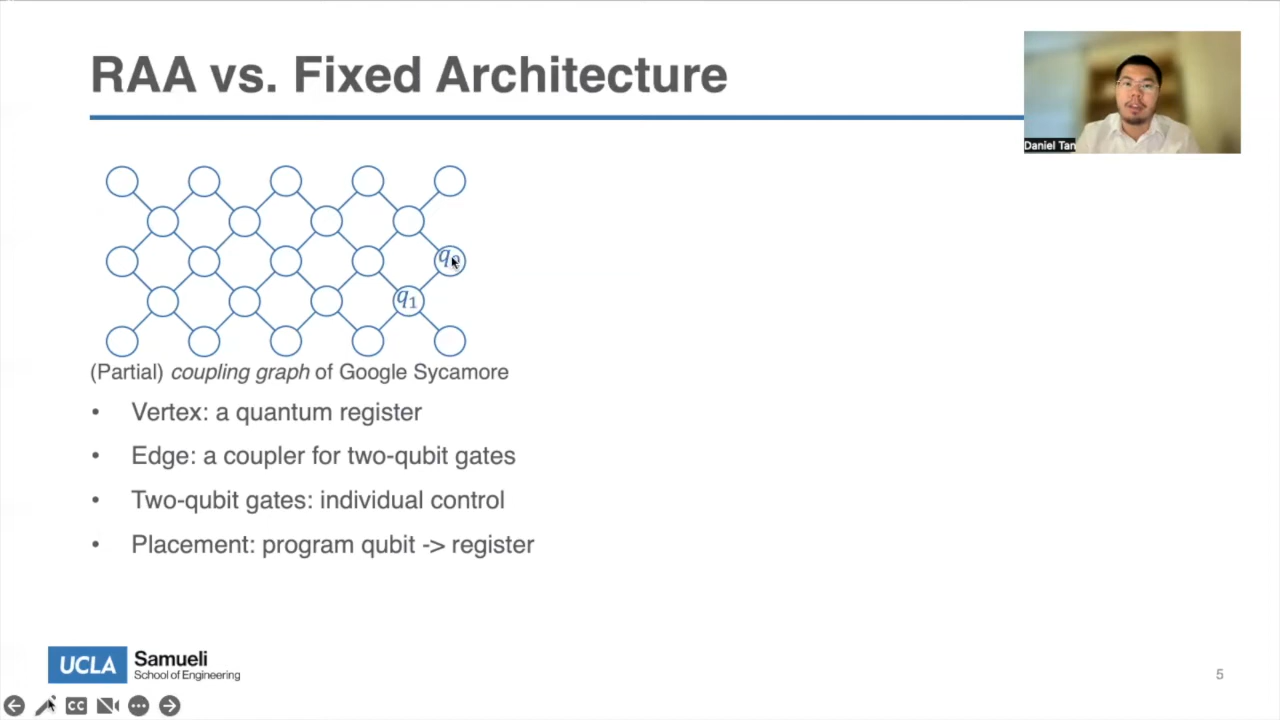 RAA vs. Fixed Architecture
Daniel Tan
q₁
(Partial) coupling graph of Google Sycamore
• Vertex: a quantum register
• Edge: a coupler for two-qubit gates
• Two-qubit gates: individual control
• Placement: program qubit -> register
UCLA Samueli
School of Engineering
5
CC